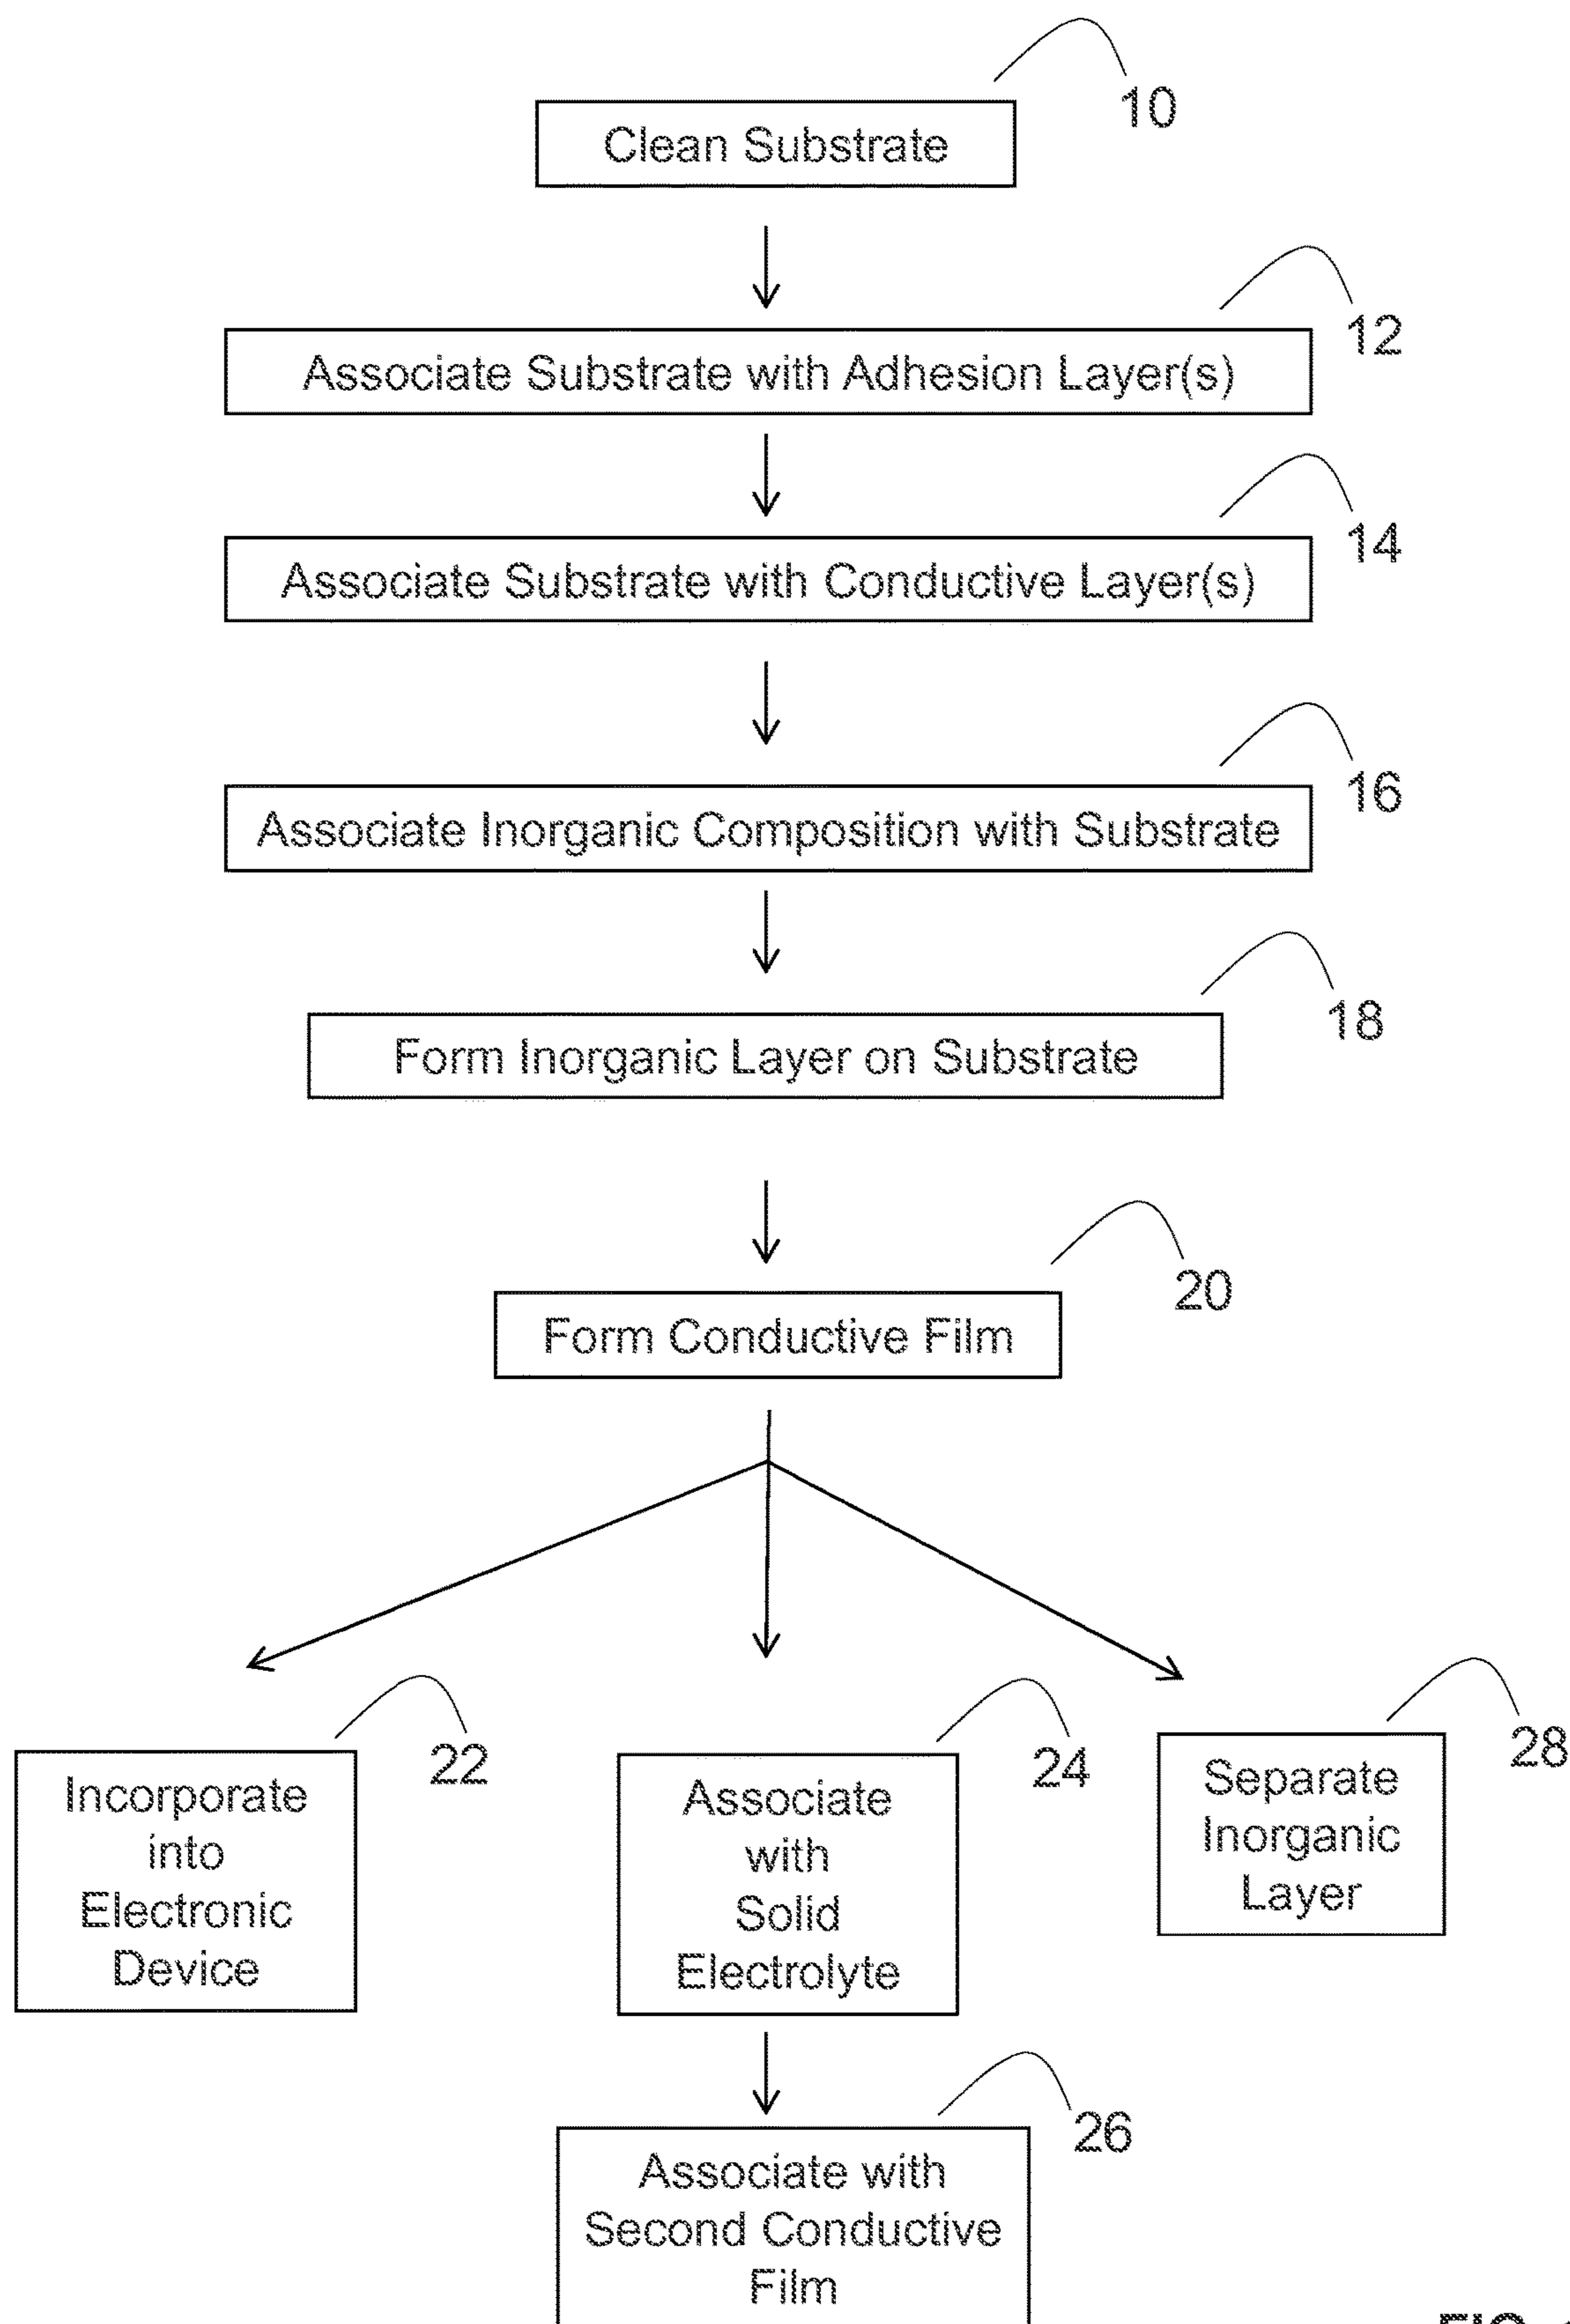 10
Clean Substrate
12
Associate Substrate with Adhesion Layer(s)
14
Associate Substrate with Conductive Layer(s)
16
Associate Inorganic Composition with Substrate
18
Form Inorganic Layer on Substrate
20
Form Conductive Film
22
Incorporate
into
Electronic
Device
24
Associate
with
Solid
Electrolyte
28
Separate
Inorganic
Layer
26
Associate with
Second Conductive
Film